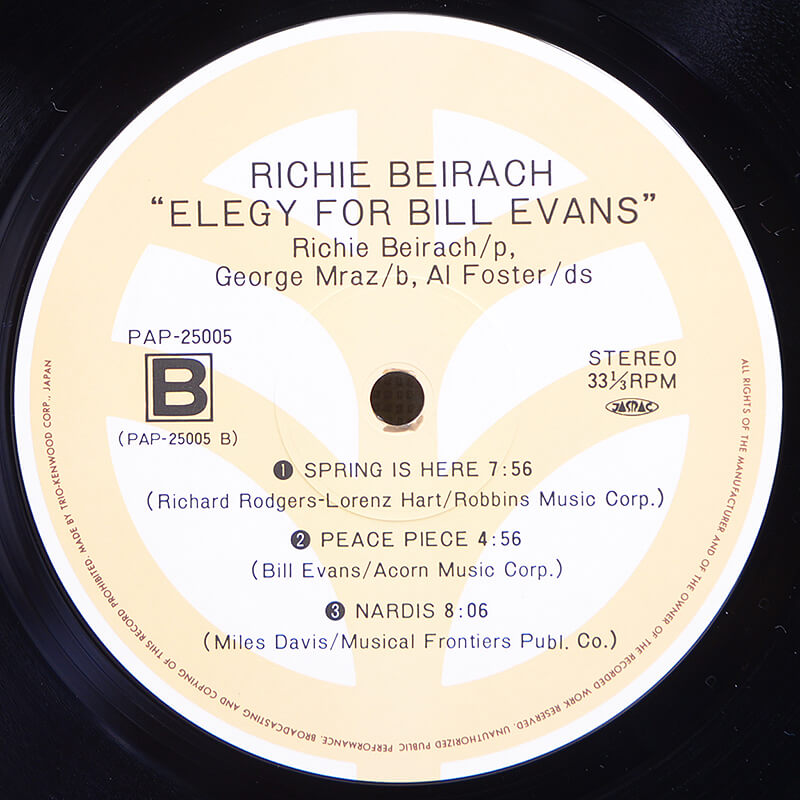 RICHIE BEIRACH
“ELEGY FOR BILL EVANS”
Richie Beirach/p,
George Mraz/b, Al Foster/ds
PAP-25005
B
(PAP-25005 B)
STEREO
33⅓RPM
JASRAC
❶ SPRING IS HERE 7:56
(Richard Rodgers-Lorenz Hart/Robbins Music Corp.)
❷ PEACE PIECE 4:56
(Bill Evans/Acorn Music Corp.)
❸ NARDIS 8:06
(Miles Davis/Musical Frontiers Publ. Co.)
ALL RIGHTS OF THE MANUFACTURER AND OF THE OWNER OF THE RECORDED WORK RESERVED. UNAUTHORIZED PUBLIC PERFORMANCE. BROADCASTING AND COPYING OF THIS RECORD PROHIBITED. MADE BY TRIO-KENWOOD CORP., JAPAN